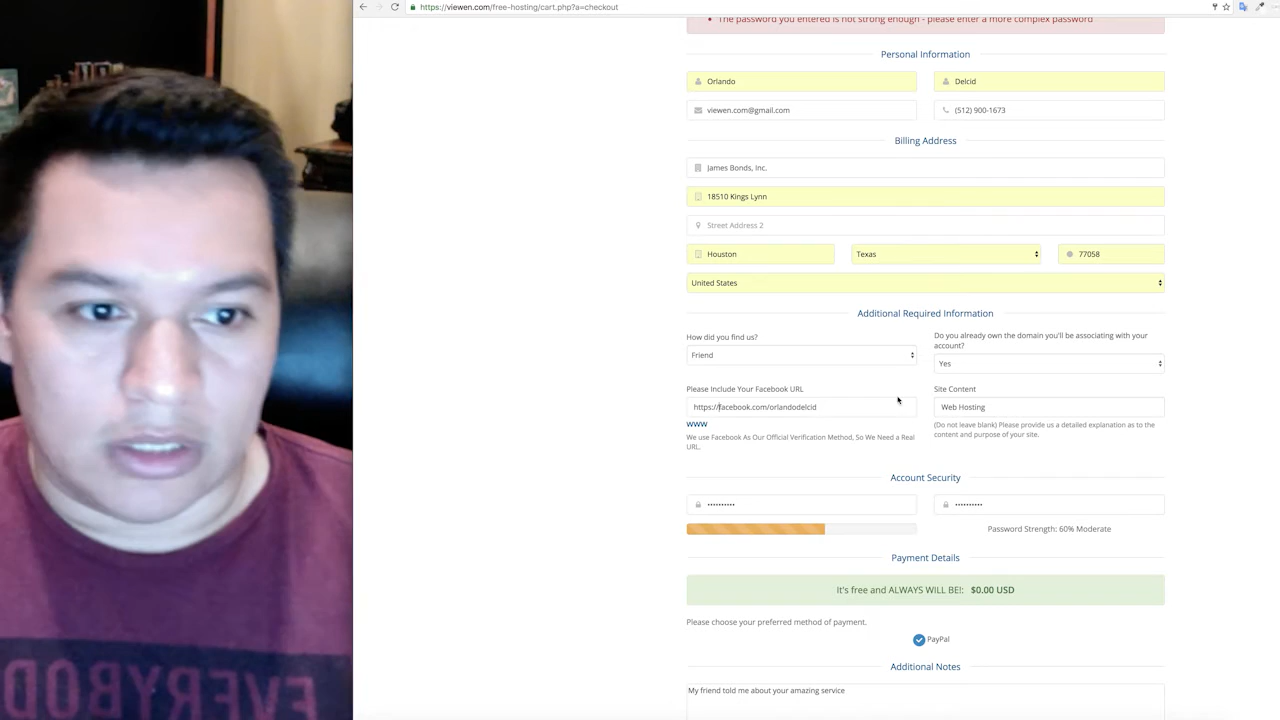 https://viewen.com/free-hosting/cart.php?a=checkout
The password you entered is not strong enough - please enter a more complex password
Personal Information
Orlando
Delcid
viewen.com@gmail.com
(512) 900-1673
Billing Address
James Bonds, Inc.
18510 Kings Lynn
Street Address 2
Houston
Texas
77058
United States
Additional Required Information
How did you find us?
Friend
Do you already own the domain you'll be associating with your
account?
Yes
Please Include Your Facebook URL
https://facebook.com/orlandodelcid
www
We use Facebook As Our Official Verification Method, So We Need a Real
URL.
Site Content
Web Hosting
(Do not leave blank) Please provide us a detailed explanation as to the
content and purpose of your site.
Account Security
••••••••••
••••••••••
Password Strength: 60% Moderate
Payment Details
It's free and ALWAYS WILL BE!: $0.00 USD
Please choose your preferred method of payment.
PayPal
Additional Notes
My friend told me about your amazing service
EVERYBOD